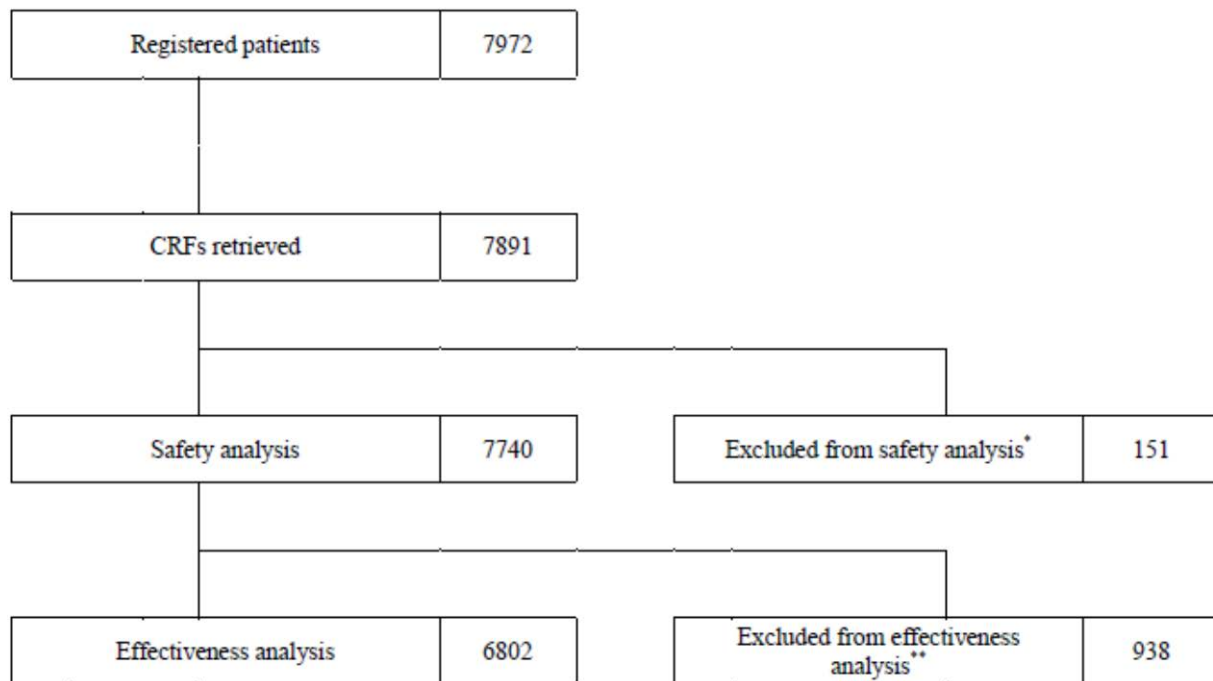 Registered patients 7972
CRFs retrieved 7891
Safety analysis 7740 Excluded from safety analysis* 151
Effectiveness analysis 6802 Excluded from effectiveness
analysis** 938